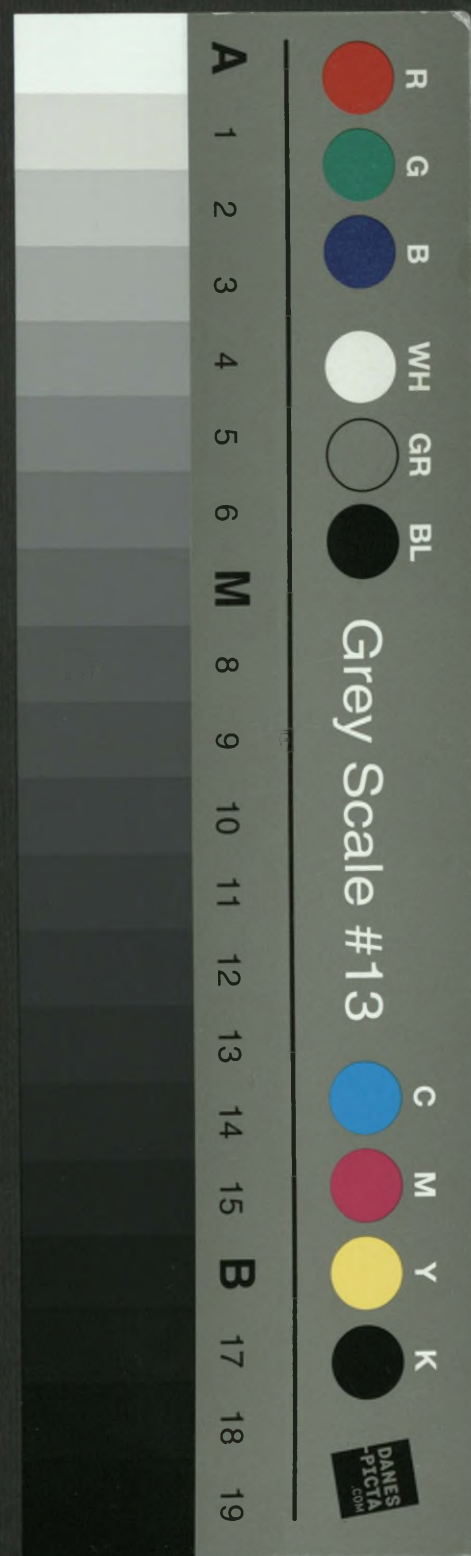 R G B WH GR BL Grey Scale #13 C M Y K
DANES
-PICTA
.COM
A 1 2 3 4 5 6 M 8 9 10 11 12 13 14 15 B 17 18 19